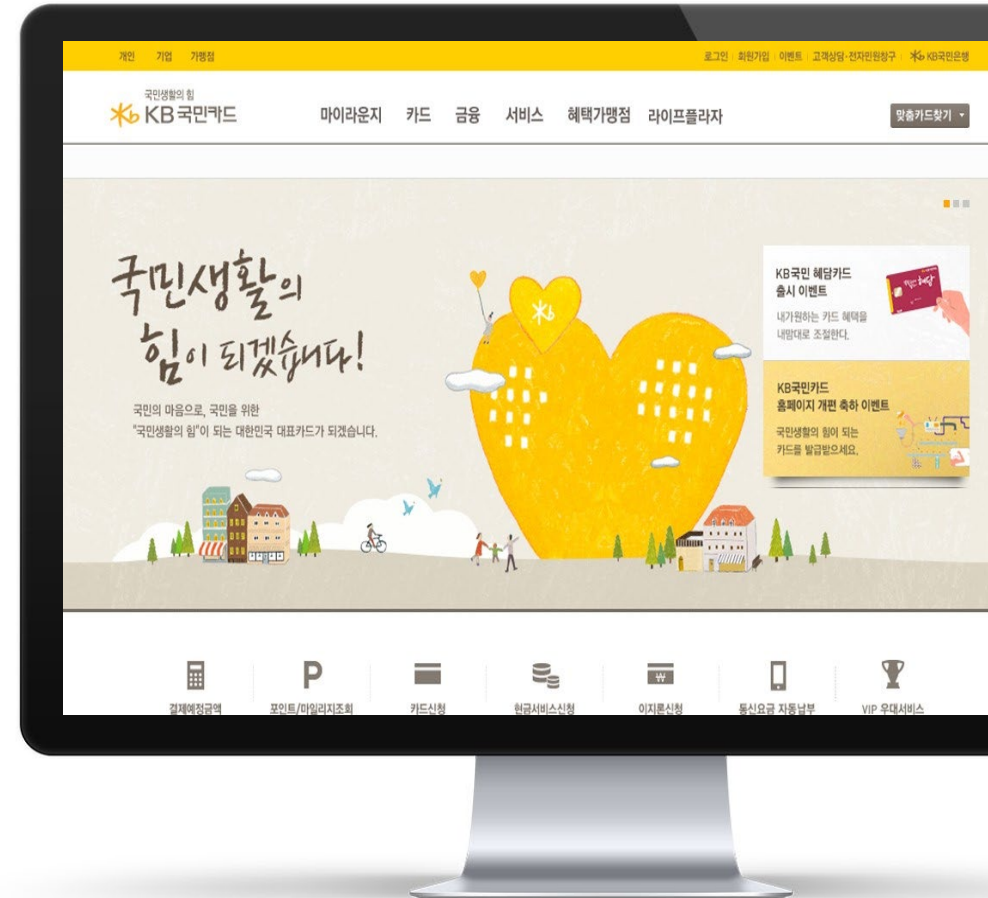 개인 기업 가맹점
로그인 회원가입 이벤트 고객상담·전자민원창구 KB국민은행
국민생활의 힘
KB 국민카드
마이라운지 카드 금융 서비스 혜택가맹점 라이프플라자
맞춤카드찾기
국민생활의
힘이 되겠습니다!
국민의 마음으로, 국민을 위한
"국민생활의 힘"이 되는 대한민국 대표카드가 되겠습니다.
KB국민 혜담카드
출시 이벤트
내가원하는 카드 혜택을
내맘대로 조절한다.
혜담
KB국민카드
홈페이지 개편 축하 이벤트
국민생활의 힘이 되는
카드를 발급받으세요.
P
결제예정금액 포인트/마일리지조회 카드신청 현금서비스신청 이지론신청 통신요금 자동납부 VIP 우대서비스